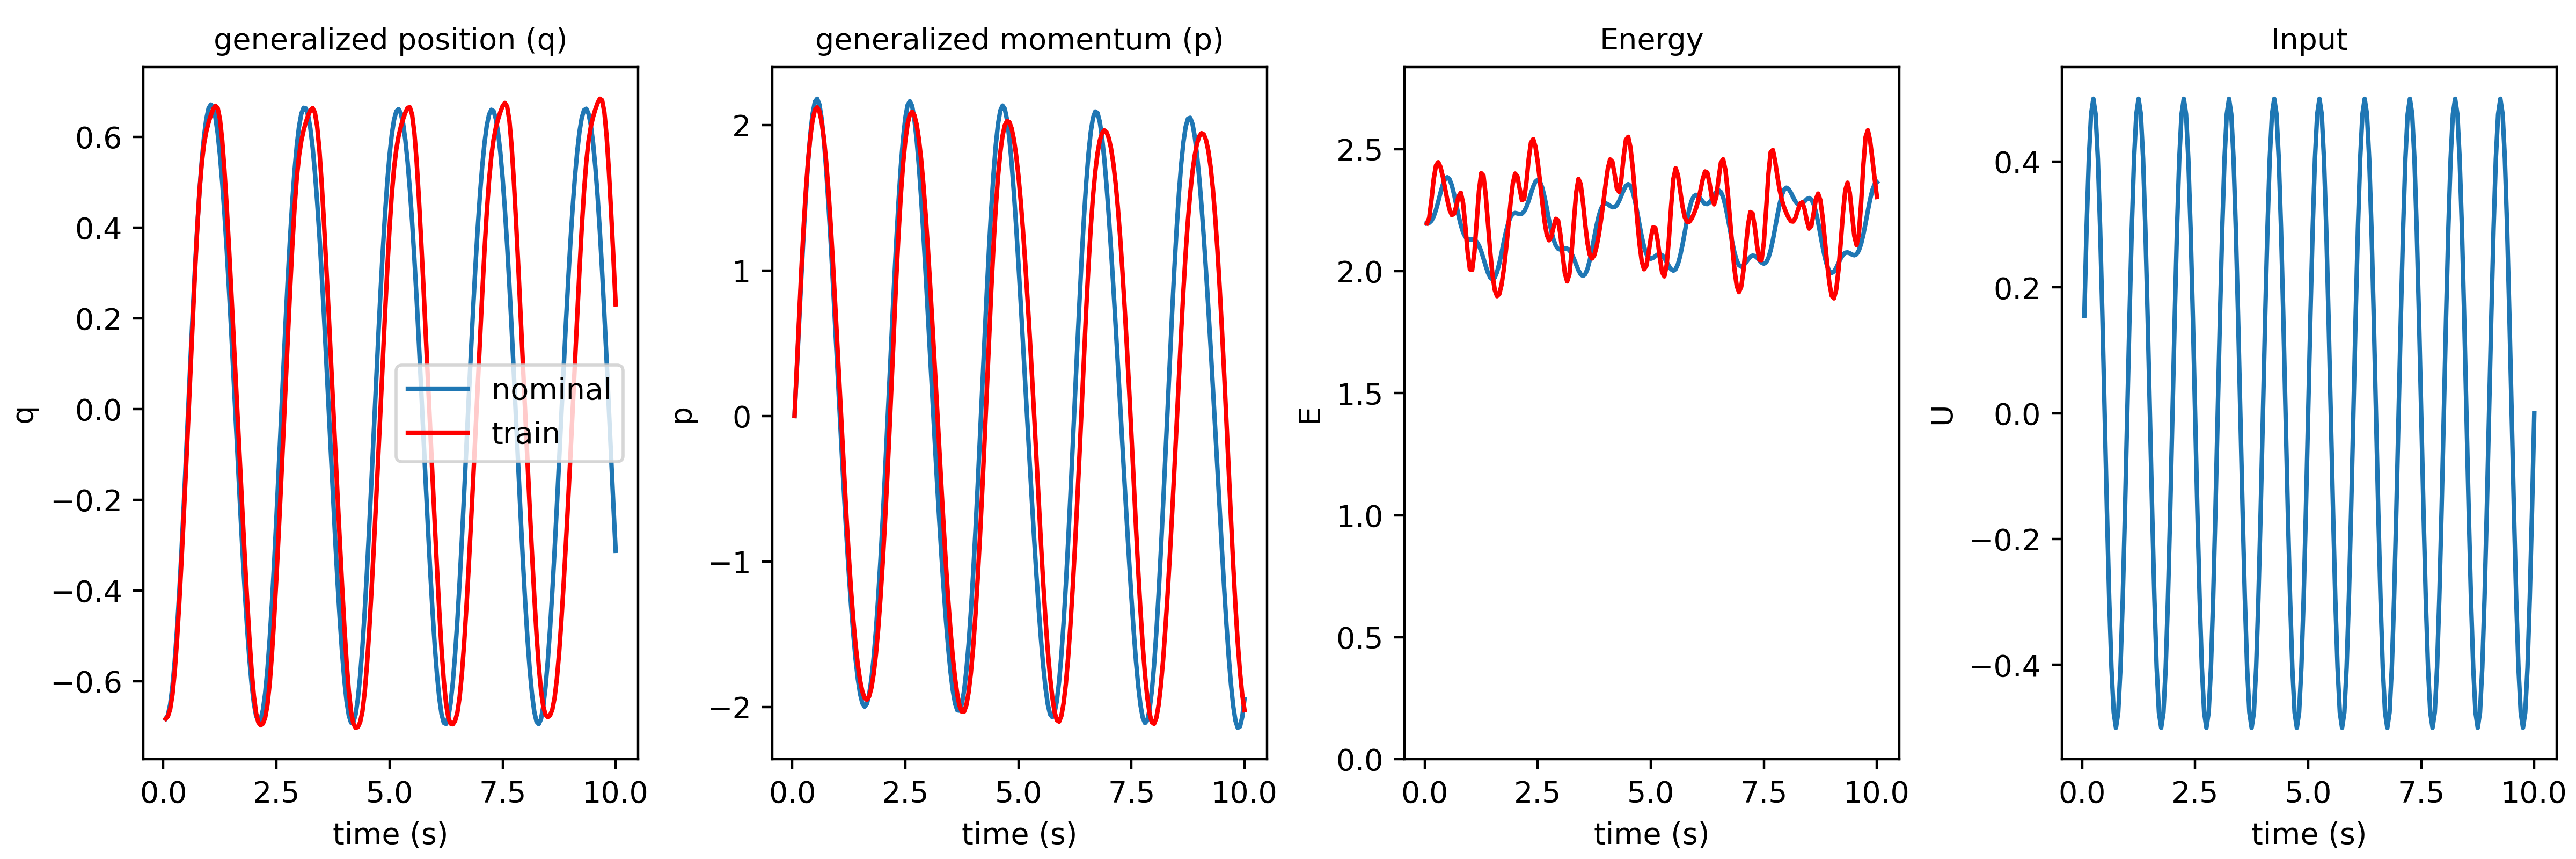 generalized position (q)
q
0.6
0.4
0.2
0.0
−0.2
−0.4
−0.6
nominal
train
0.0 2.5 5.0 7.5 10.0
time (s)
generalized momentum (p)
p
2
1
0
−1
−2
0.0 2.5 5.0 7.5 10.0
time (s)
Energy
E
2.5
2.0
1.5
1.0
0.5
0.0
0.0 2.5 5.0 7.5 10.0
time (s)
Input
U
0.4
0.2
0.0
−0.2
−0.4
0.0 2.5 5.0 7.5 10.0
time (s)